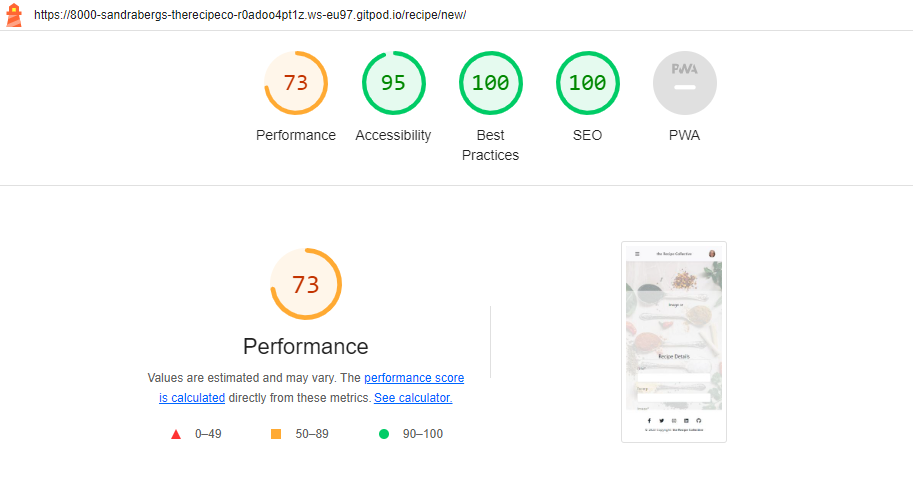 https://8000-sandrabergs-therecipeco-r0adoo4pt1z.ws-eu97.gitpod.io/recipe/new/
73
95
100
100
PWA
Performance
Accessibility
Best
Practices
SEO
PWA
73
Performance
Values are estimated and may vary. The performance score
is calculated directly from these metrics. See calculator.
0–49
50–89
90–100
the Recipe Collective
Recipe Details